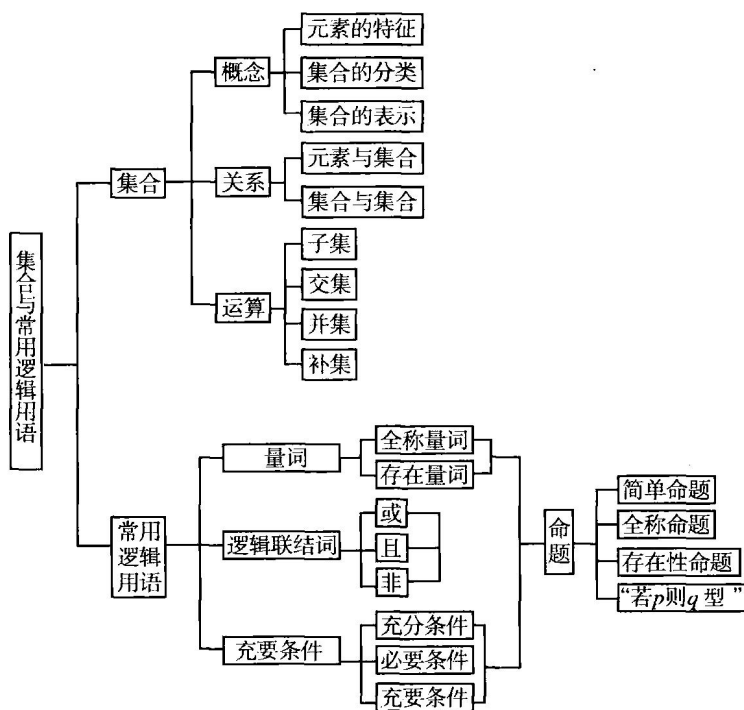 集合与常用逻辑用语
集合
概念
元素的特征
集合的分类
集合的表示
关系
元素与集合
集合与集合
运算
子集
交集
并集
补集
常用
逻辑
用语
量词
全称量词
存在量词
逻辑联结词
或
且
非
充要条件
充分条件
必要条件
充要条件
命题
简单命题
全称命题
存在性命题
“若p则q型”